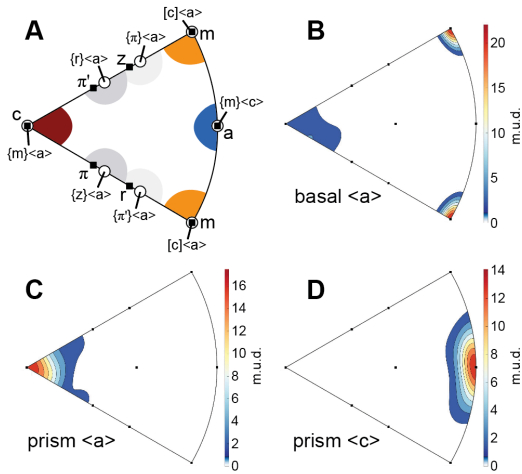 A
[c]<a>
m
{π}<a>
z
{r}<a>
π'
c
{m}<a>
{m}<c>
a
π
{z}<a>
r
{π'}<a>
m
[c]<a>
B
20
15
10
5
0
m.u.d.
basal <a>
C
16
14
12
10
8
6
4
2
0
m.u.d.
prism <a>
D
14
12
10
8
6
4
2
0
m.u.d.
prism <c>